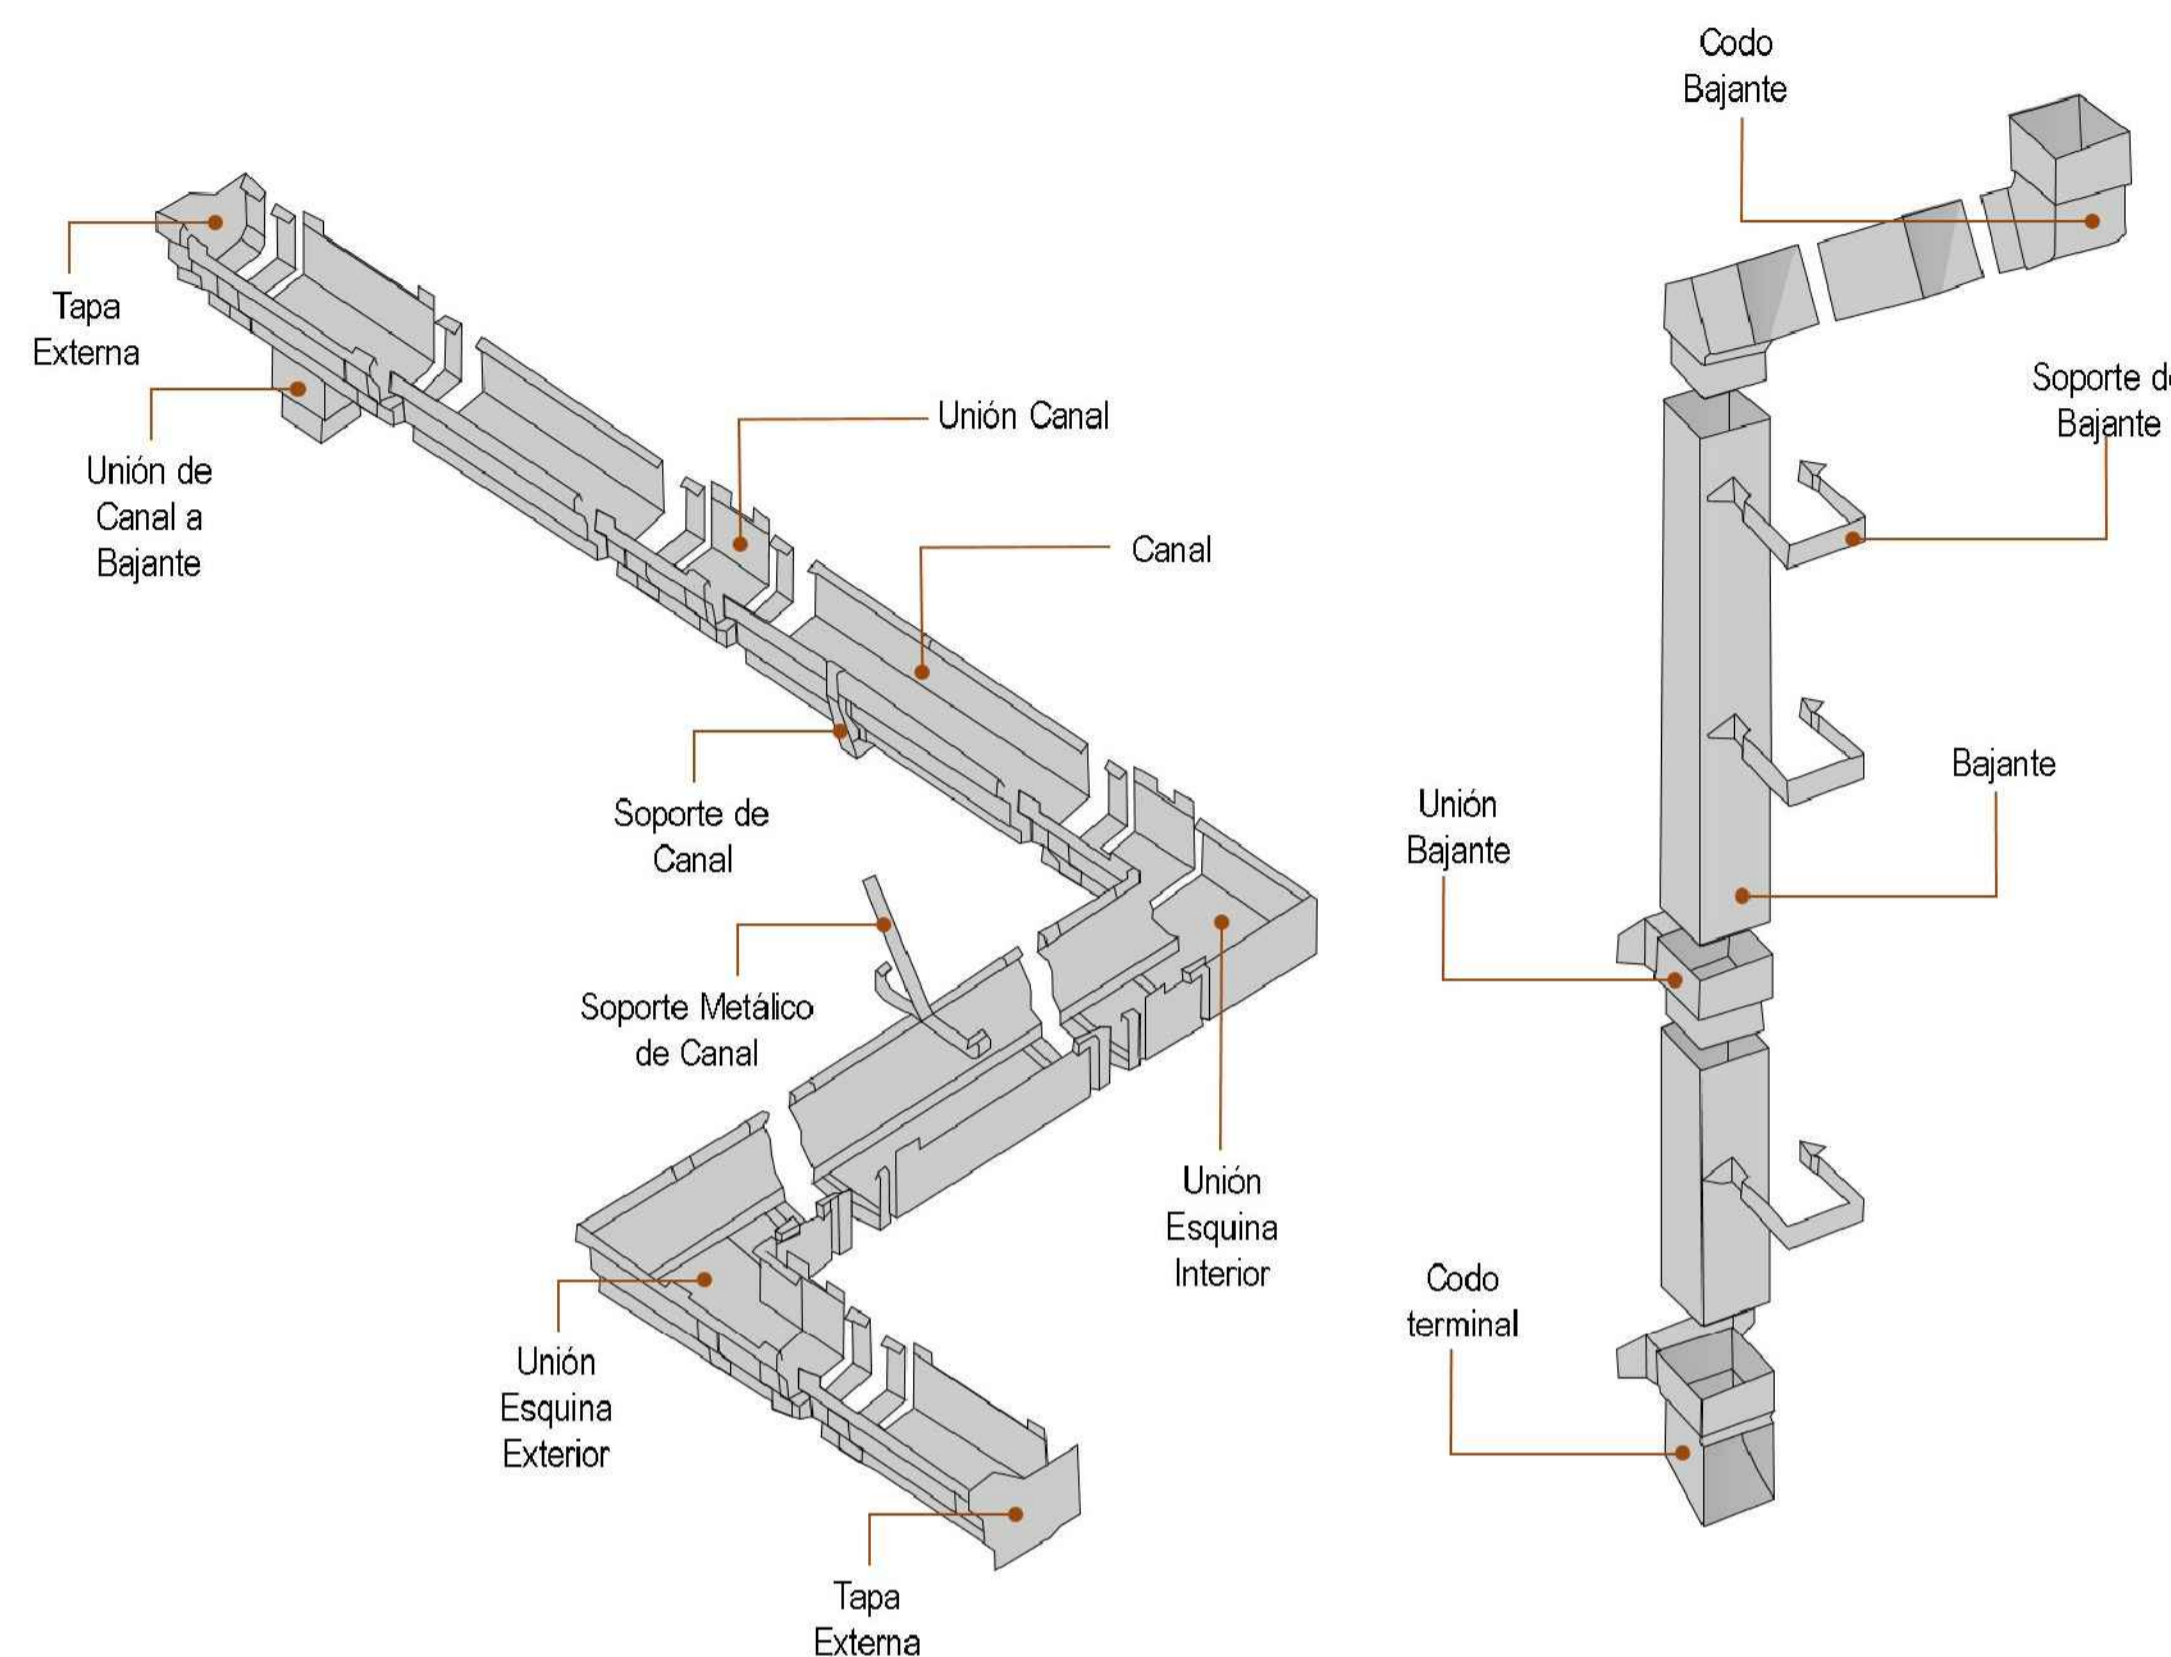 Codo
Bajante
Tapa
Externa
Unión de
Canal a
Bajante
Unión Canal
Canal
Soporte de
Canal
Soporte Metálico
de Canal
Unión
Esquina
Interior
Unión
Esquina
Exterior
Tapa
Externa
Soporte d
Bajante
Bajante
Unión
Bajante
Codo
terminal